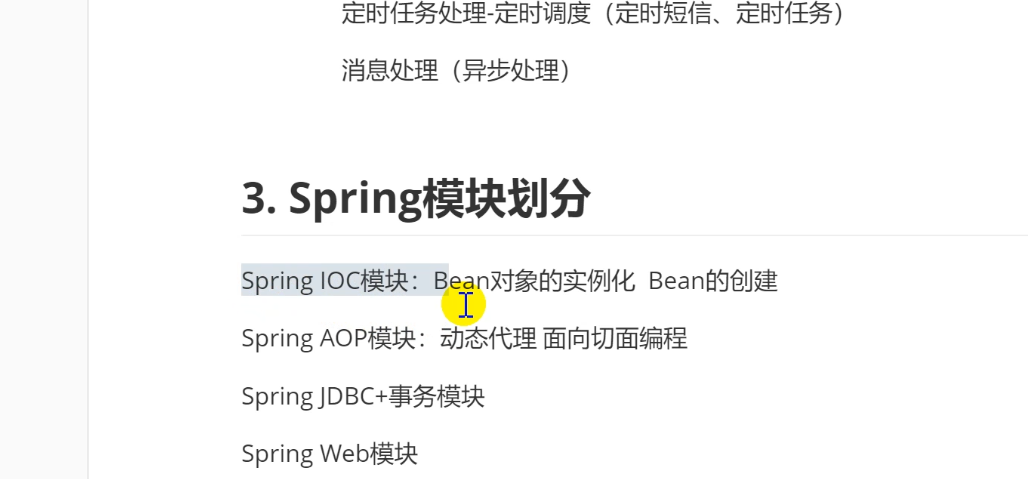 定时任务处理-定时调度（定时短信、定时任务）
消息处理（异步处理）
3. Spring模块划分
Spring IOC模块：Bean对象的实例化 Bean的创建
Spring AOP模块：动态代理 面向切面编程
Spring JDBC+事务模块
Spring Web模块